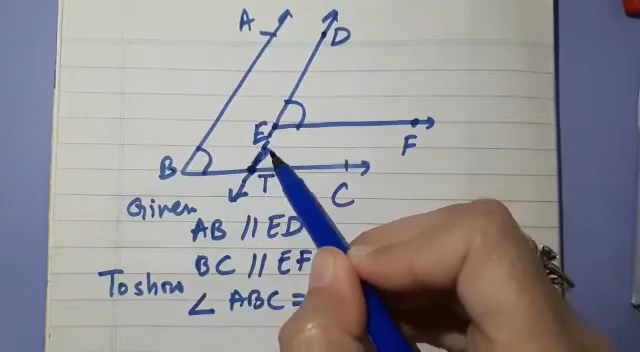 A
D
E
F
B
T
C
Given
AB // ED
BC // EF
To show
∠ ABC =